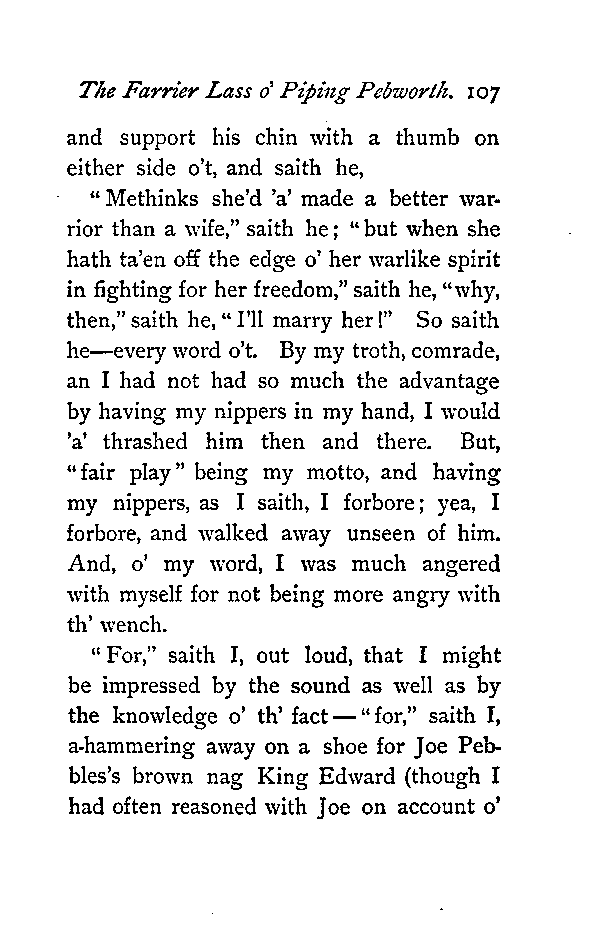 The Farrier Lass o' Piping Pebworth. 107
and support his chin with a thumb on
either side o't, and saith he,
“Methinks she'd 'a' made a better war-
rior than a wife,” saith he; “but when she
hath ta'en off the edge o' her warlike spirit
in fighting for her freedom,” saith he, “why,
then,” saith he, “I'll marry her!” So saith
he—every word o't. By my troth, comrade,
an I had not had so much the advantage
by having my nippers in my hand, I would
'a' thrashed him then and there. But,
“fair play” being my motto, and having
my nippers, as I saith, I forbore; yea, I
forbore, and walked away unseen of him.
And, o' my word, I was much angered
with myself for not being more angry with
th' wench.
“For,” saith I, out loud, that I might
be impressed by the sound as well as by
the knowledge o' th' fact—“for,” saith I,
a-hammering away on a shoe for Joe Peb-
bles's brown nag King Edward (though I
had often reasoned with Joe on account o'